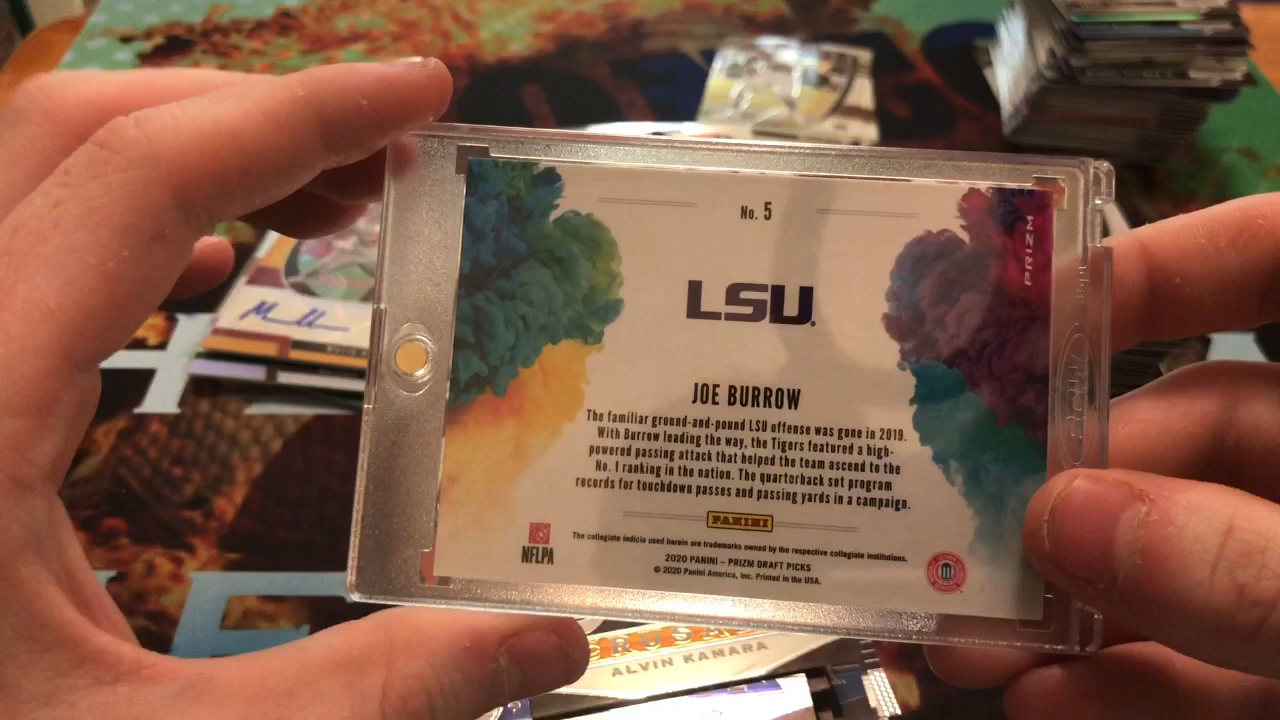 No. 5
PRIZM
LSU
JOE BURROW
The familiar ground-and-pound LSU offense was gone in 2019.
With Burrow leading the way, the Tigers featured a high-
powered passing attack that helped the team ascend to the
No. 1 ranking in the nation. The quarterback set program
records for touchdown passes and passing yards in a campaign.
PANINI
NFLPA
The collegiate indicia used herein are trademarks owned by the respective collegiate institutions.
2020 PANINI – PRIZM DRAFT PICKS
© 2020 Panini America, Inc. Printed in the USA.
ALVIN KAMARA